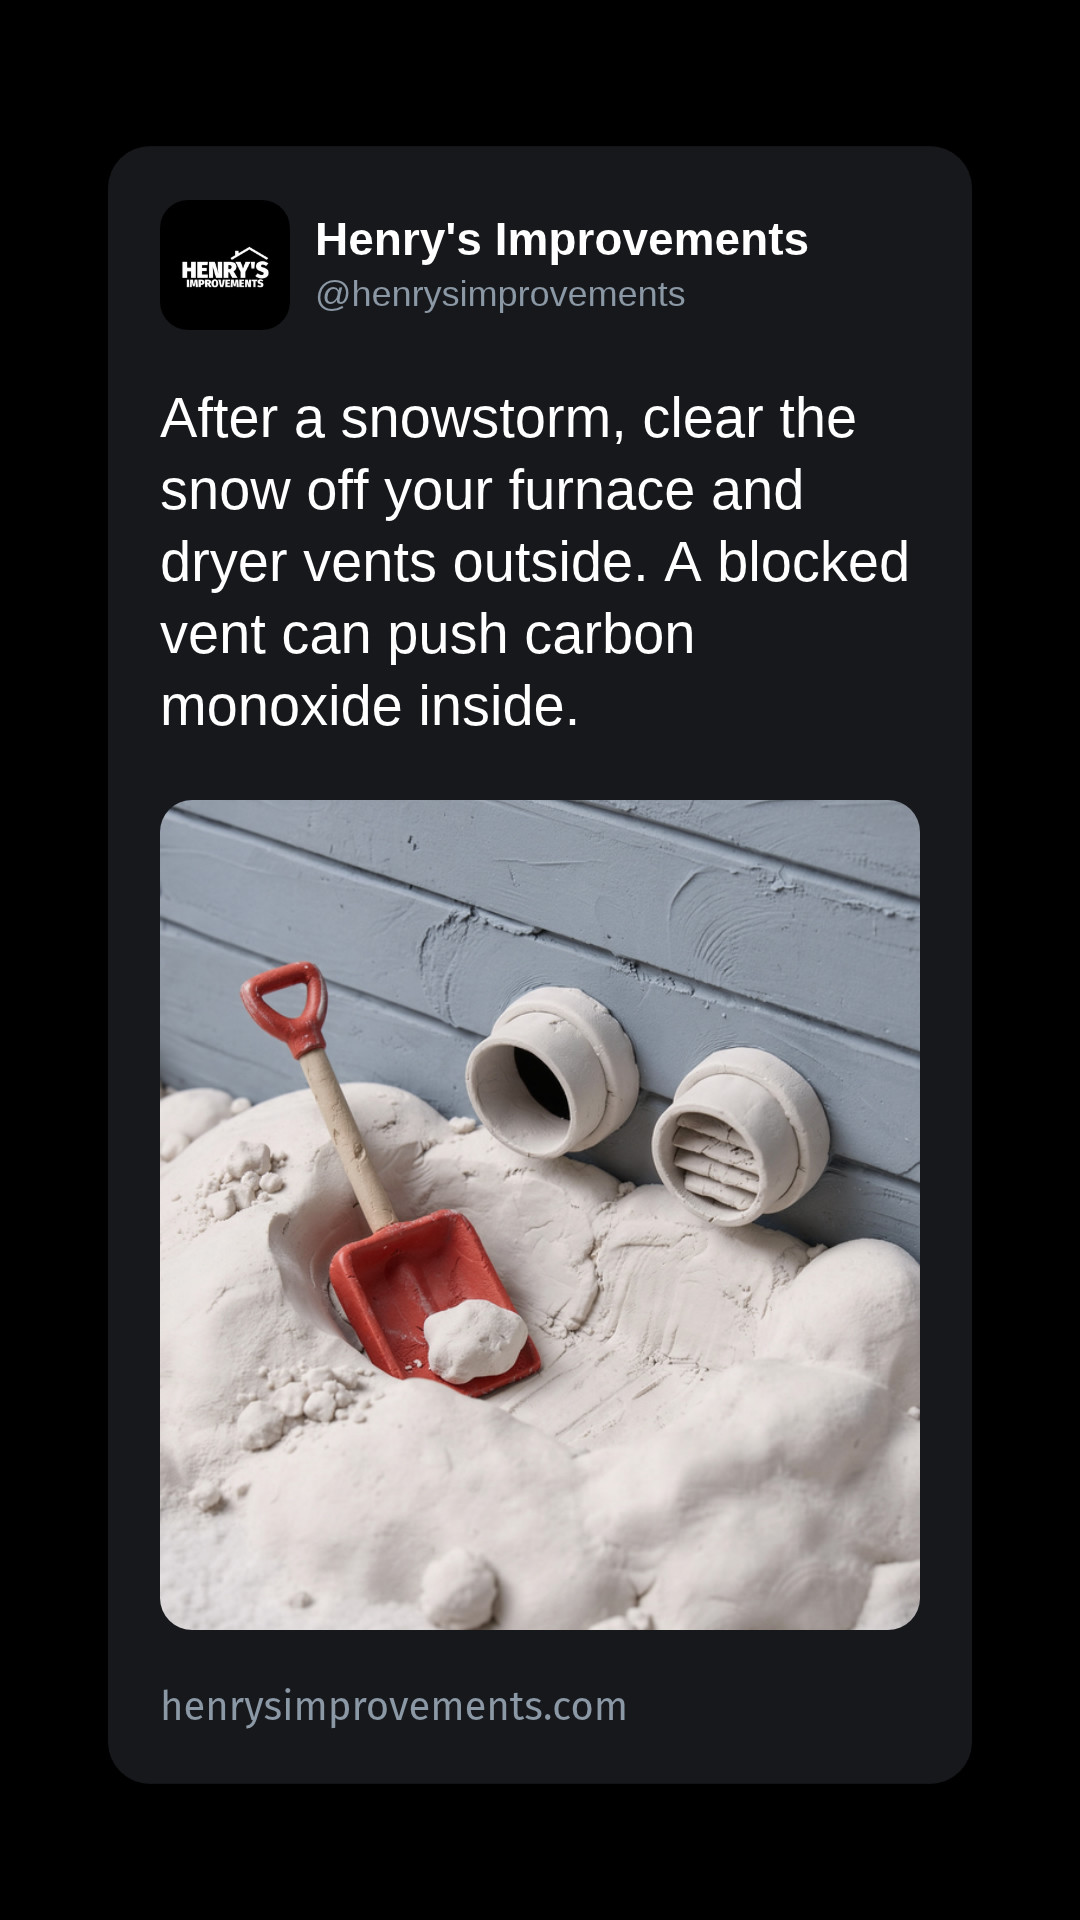 HENRY'S
IMPROVEMENTS
Henry's Improvements
@henrysimprovements
After a snowstorm, clear the
snow off your furnace and
dryer vents outside. A blocked
vent can push carbon
monoxide inside.
henrysimprovements.com